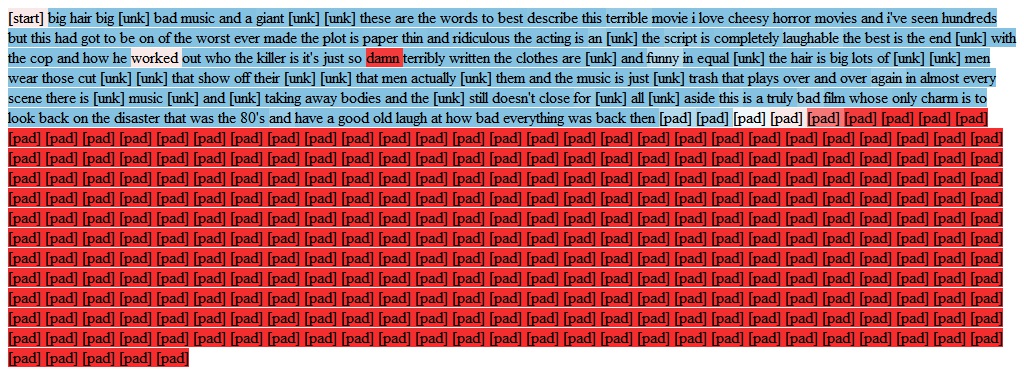 [start] big hair big [unk] bad music and a giant [unk] [unk] these are the words to best describe this terrible movie i love cheesy horror movies and i've seen hundreds
but this had got to be on of the worst ever made the plot is paper thin and ridiculous the acting is an [unk] the script is completely laughable the best is the end [unk] with
the cop and how he worked out who the killer is it's just so damn terribly written the clothes are [unk] and funny in equal [unk] the hair is big lots of [unk] [unk] men
wear those cut [unk] [unk] that show off their [unk] [unk] that men actually [unk] them and the music is just [unk] trash that plays over and over again in almost every
scene there is [unk] music [unk] and [unk] taking away bodies and the [unk] still doesn't close for [unk] all [unk] aside this is a truly bad film whose only charm is to
look back on the disaster that was the 80's and have a good old laugh at how bad everything was back then [pad] [pad] [pad] [pad] [pad] [pad] [pad] [pad] [pad]
[pad] [pad] [pad] [pad] [pad] [pad] [pad] [pad] [pad] [pad] [pad] [pad] [pad] [pad] [pad] [pad] [pad] [pad] [pad] [pad] [pad] [pad] [pad] [pad] [pad] [pad] [pad]
[pad] [pad] [pad] [pad] [pad] [pad] [pad] [pad] [pad] [pad] [pad] [pad] [pad] [pad] [pad] [pad] [pad] [pad] [pad] [pad] [pad] [pad] [pad] [pad] [pad] [pad] [pad]
[pad] [pad] [pad] [pad] [pad] [pad] [pad] [pad] [pad] [pad] [pad] [pad] [pad] [pad] [pad] [pad] [pad] [pad] [pad] [pad] [pad] [pad] [pad] [pad] [pad] [pad] [pad]
[pad] [pad] [pad] [pad] [pad] [pad] [pad] [pad] [pad] [pad] [pad] [pad] [pad] [pad] [pad] [pad] [pad] [pad] [pad] [pad] [pad] [pad] [pad] [pad] [pad] [pad] [pad]
[pad] [pad] [pad] [pad] [pad] [pad] [pad] [pad] [pad] [pad] [pad] [pad] [pad] [pad] [pad] [pad] [pad] [pad] [pad] [pad] [pad] [pad] [pad] [pad] [pad] [pad] [pad]
[pad] [pad] [pad] [pad] [pad] [pad] [pad] [pad] [pad] [pad] [pad] [pad] [pad] [pad] [pad] [pad] [pad] [pad] [pad] [pad] [pad] [pad] [pad] [pad] [pad] [pad] [pad]
[pad] [pad] [pad] [pad] [pad] [pad] [pad] [pad] [pad] [pad] [pad] [pad] [pad] [pad] [pad] [pad] [pad] [pad] [pad] [pad] [pad] [pad] [pad] [pad] [pad] [pad] [pad]
[pad] [pad] [pad] [pad] [pad] [pad] [pad] [pad] [pad] [pad] [pad] [pad] [pad] [pad] [pad] [pad] [pad] [pad] [pad] [pad] [pad] [pad] [pad] [pad] [pad] [pad] [pad]
[pad] [pad] [pad] [pad] [pad] [pad] [pad] [pad] [pad] [pad] [pad] [pad] [pad] [pad] [pad] [pad] [pad] [pad] [pad] [pad] [pad] [pad] [pad] [pad] [pad] [pad] [pad]
[pad] [pad] [pad] [pad] [pad] [pad] [pad] [pad] [pad] [pad] [pad] [pad] [pad] [pad] [pad] [pad] [pad] [pad] [pad] [pad] [pad] [pad] [pad] [pad] [pad] [pad] [pad]
[pad] [pad] [pad] [pad] [pad] [pad] [pad] [pad] [pad] [pad] [pad] [pad] [pad] [pad] [pad] [pad] [pad] [pad] [pad] [pad] [pad] [pad] [pad] [pad] [pad] [pad] [pad]
[pad] [pad] [pad] [pad] [pad]